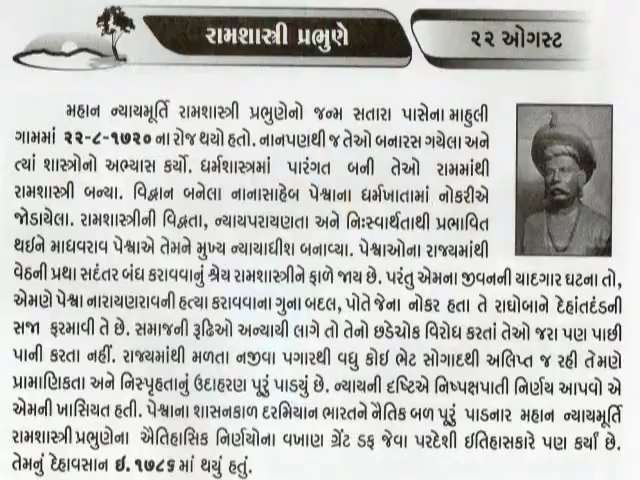 રામશાસ્ત્રી પ્રભુણે
૨૨ ઓગસ્ટ
મહાન ન્યાયમૂર્તિ રામશાસ્ત્રી પ્રભુણેનો જન્મ સતારા પાસેના માહુલી
ગામમાં ૨૨-૮-૧૭૨૦ ના રોજ થયો હતો. નાનપણથી જ તેઓ બનારસ ગયેલા અને
ત્યાં શાસ્ત્રોનો અભ્યાસ કર્યો. ધર્મશાસ્ત્રમાં પારંગત બની તેઓ રામમાંથી
રામશાસ્ત્રી બન્યા. વિદ્વાન બનેલા નાનાસાહેબ પેશ્વાના ધર્મખાતામાં નોકરીએ
જોડાયેલા. રામશાસ્ત્રીની વિદ્વતા, ન્યાયપરાયણતા અને નિઃસ્વાર્થતાથી પ્રભાવિત
થઈને માધવરાવ પેશ્વાએ તેમને મુખ્ય ન્યાયાધીશ બનાવ્યા. પેશ્વાઓના રાજ્યમાંથી
વેઠની પ્રથા સદંતર બંધ કરાવવાનું શ્રેય રામશાસ્ત્રીને ફાળે જાય છે. પરંતુ એમના જીવનની યાદગાર ઘટના તો,
એમણે પેશ્વા નારાયણરાવની હત્યા કરાવવાના ગુના બદલ, પોતે જેના નોકર હતા તે રાઘોબાને દેહાંતદંડની
સજા ફરમાવી તે છે. સમાજની રૂઢિઓ અન્યાયી લાગે તો તેનો છડેચોક વિરોધ કરતાં તેઓ જરા પણ પાછી
પાની કરતા નહીં. રાજ્યમાંથી મળતા નજીવા પગારથી વધુ કોઈ ભેટ સોગાદથી અલિપ્ત જ રહી તેમણે
પ્રામાણિકતા અને નિસ્પૃહતાનું ઉદાહરણ પૂરું પાડ્યું છે. ન્યાયની દૃષ્ટિએ નિષ્પક્ષપાતી નિર્ણય આપવો એ
એમની ખાસિયત હતી. પેશ્વાના શાસનકાળ દરમિયાન ભારતને નૈતિક બળ પૂરું પાડનાર મહાન ન્યાયમૂર્તિ
રામશાસ્ત્રી પ્રભુણેના ઐતિહાસિક નિર્ણયોના વખાણ ગ્રેંટ ડફ જેવા પરદેશી ઇતિહાસકારે પણ કર્યાં છે.
તેમનું દેહાવસાન ઇ. ૧૭૮૬ માં થયું હતું.